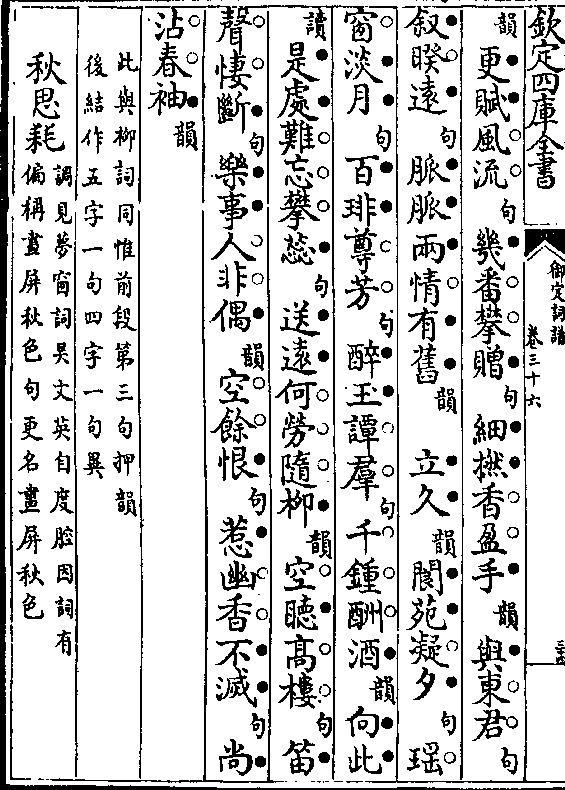 欽定四庫全書
御定詞譜
卷三十六
韻更賦風流句幾番攀贈句細撚香盈手韻與東君句
叙睽遠句脈脈兩情有舊韻立久韻閬苑凝夕句瑶
窗淡月句百琲尊芳句醉玉譚羣句千鍾酬酒韻向此
讀是處難忘攀蕊句送遠何勞隨柳韻空聽高樓句笛
聲悽斷句樂事人非偶韻空餘恨句惹幽香不滅句尚
沾春袖韻
此與柳詞同惟前段第三句押韻
後結作五字一句四字一句異
秋思耗調見夢窗詞吴文英自度腔因詞有
偏稱畫屏秋色句更名畫屏秋色